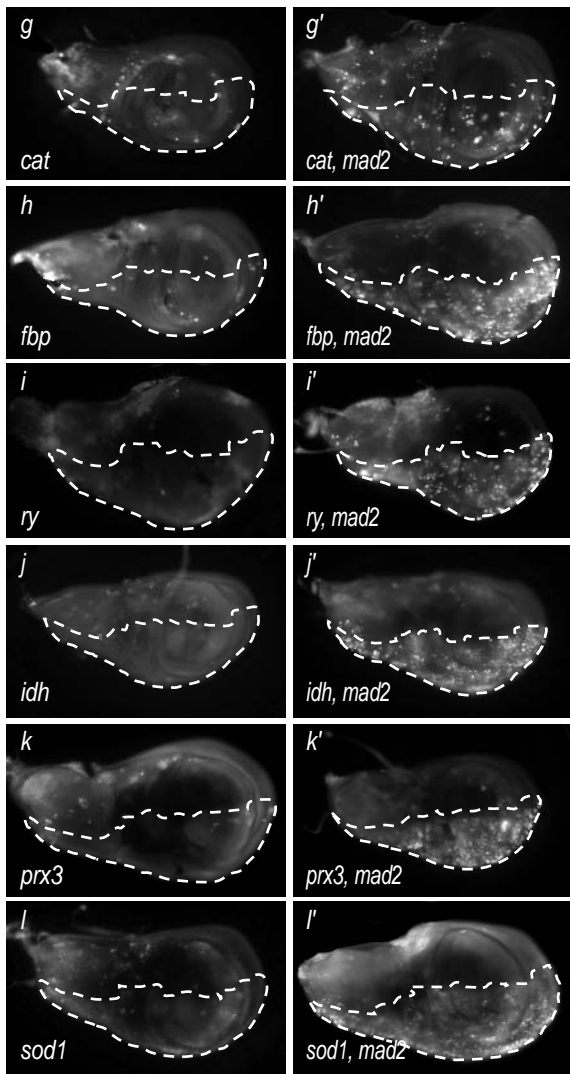 g
cat
g'
cat, mad2
h
fbp
h'
fbp, mad2
i
ry
i'
ry, mad2
j
idh
j'
idh, mad2
k
prx3
k'
prx3, mad2
l
sod1
l'
sod1, mad2